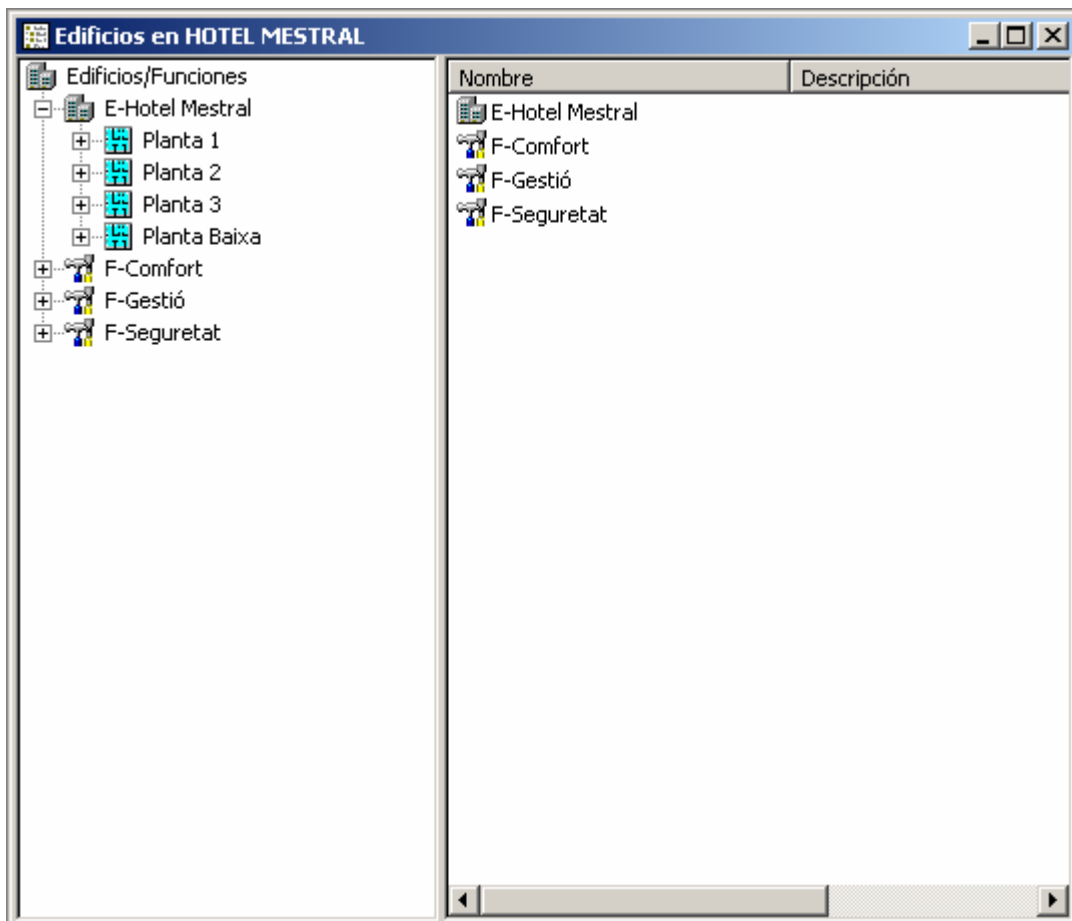 Edificios en HOTEL MESTRAL
Edificios/Funciones
E-Hotel Mestral
Planta 1
Planta 2
Planta 3
Planta Baixa
F-Comfort
F-Gestió
F-Seguretat
Nombre Descripción
E-Hotel Mestral
F-Comfort
F-Gestió
F-Seguretat